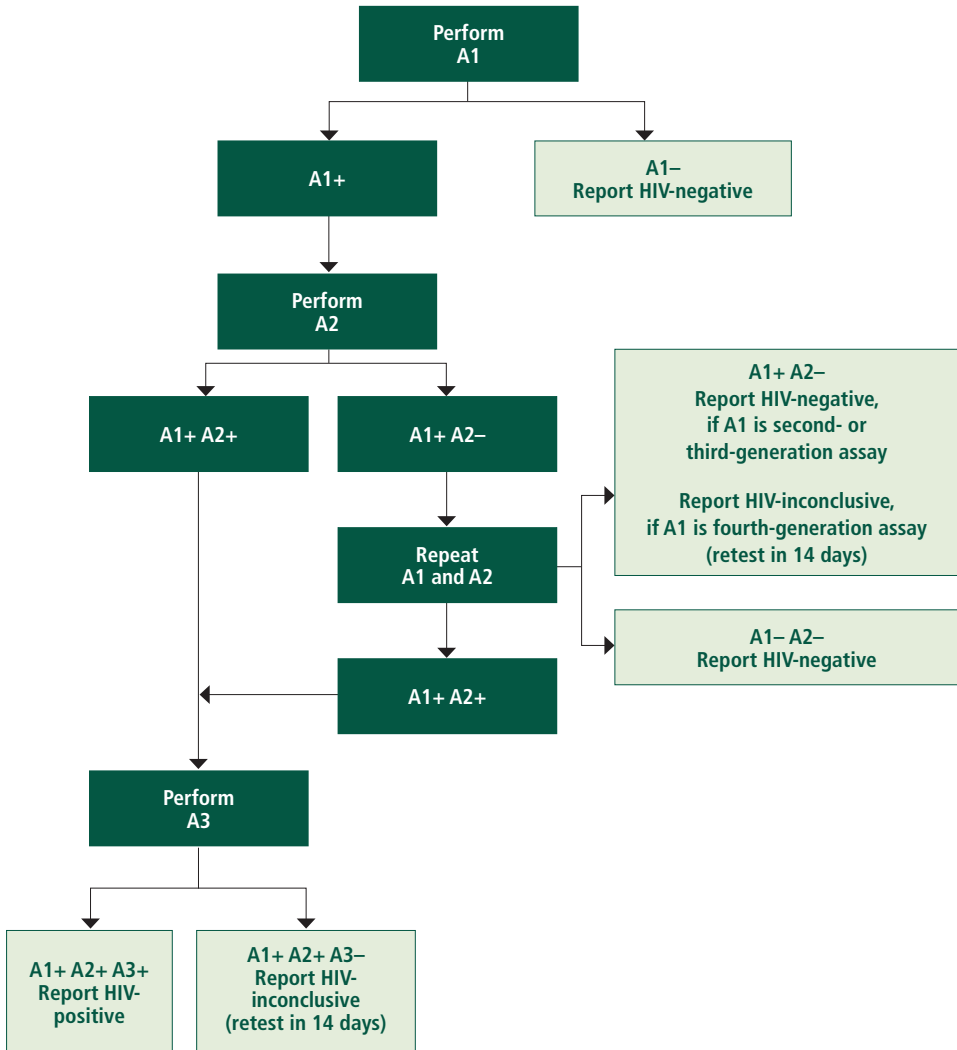 Perform
A1
A1+
A1–
Report HIV-negative
Perform
A2
A1+ A2+
A1+ A2–
A1+ A2–
Report HIV-negative,
if A1 is second- or
third-generation assay
Report HIV-inconclusive,
if A1 is fourth-generation assay
(retest in 14 days)
Repeat
A1 and A2
A1– A2–
Report HIV-negative
A1+ A2+
Perform
A3
A1+ A2+ A3+
Report HIV-
positive
A1+ A2+ A3–
Report HIV-
inconclusive
(retest in 14 days)